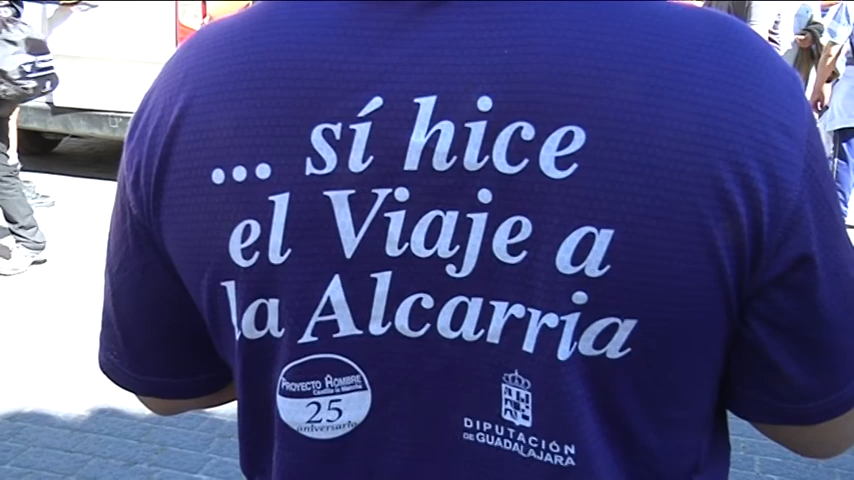 ... sí hice
el Viaje a
la Alcarria
PROYECTO HOMBRE
Castilla la Mancha
25
aniversario
DIPUTACIÓN
DE GUADALAJARA